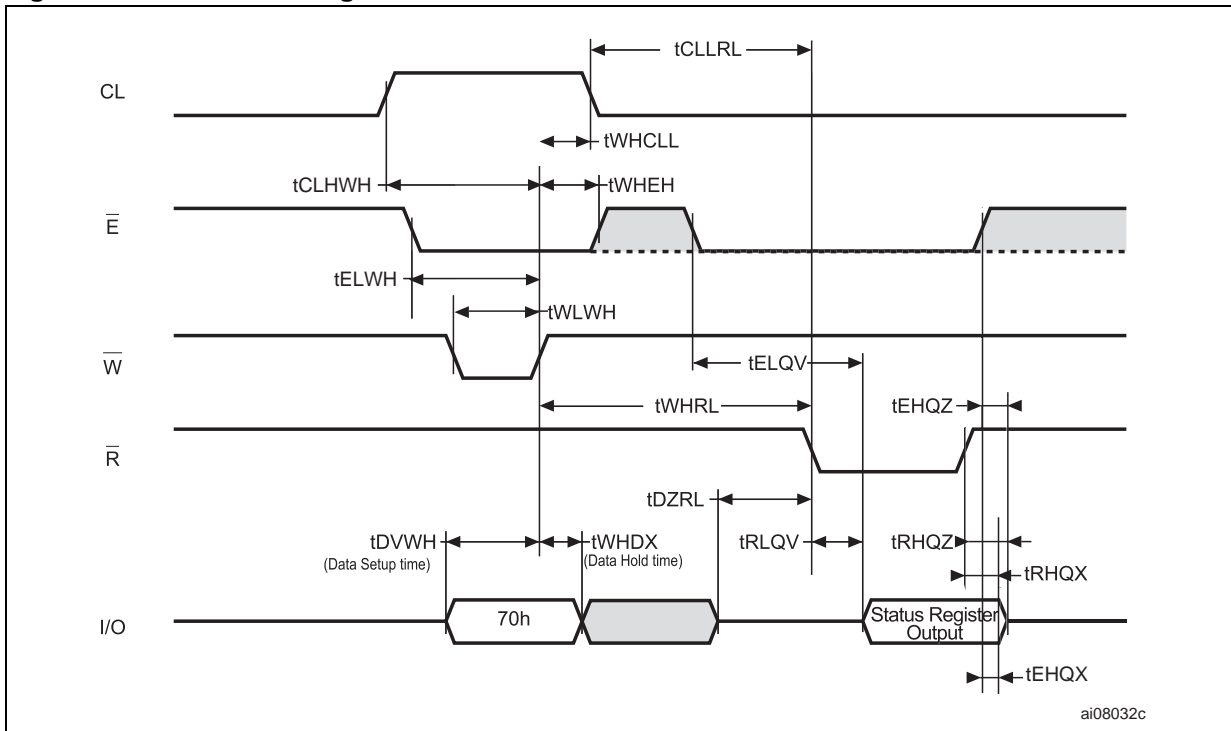 tCLLRL
CL
tWHCLL
tCLHWH
tWHEH
E
tELWH
tWLWH
W
tELQV
tWHRL
tEHQZ
R
tDZRL
tDVWH
(Data Setup time)
tWHDX
(Data Hold time)
tRLQV
tRHQZ
tRHQX
I/O
70h
Status Register
Output
tEHQX
ai08032c